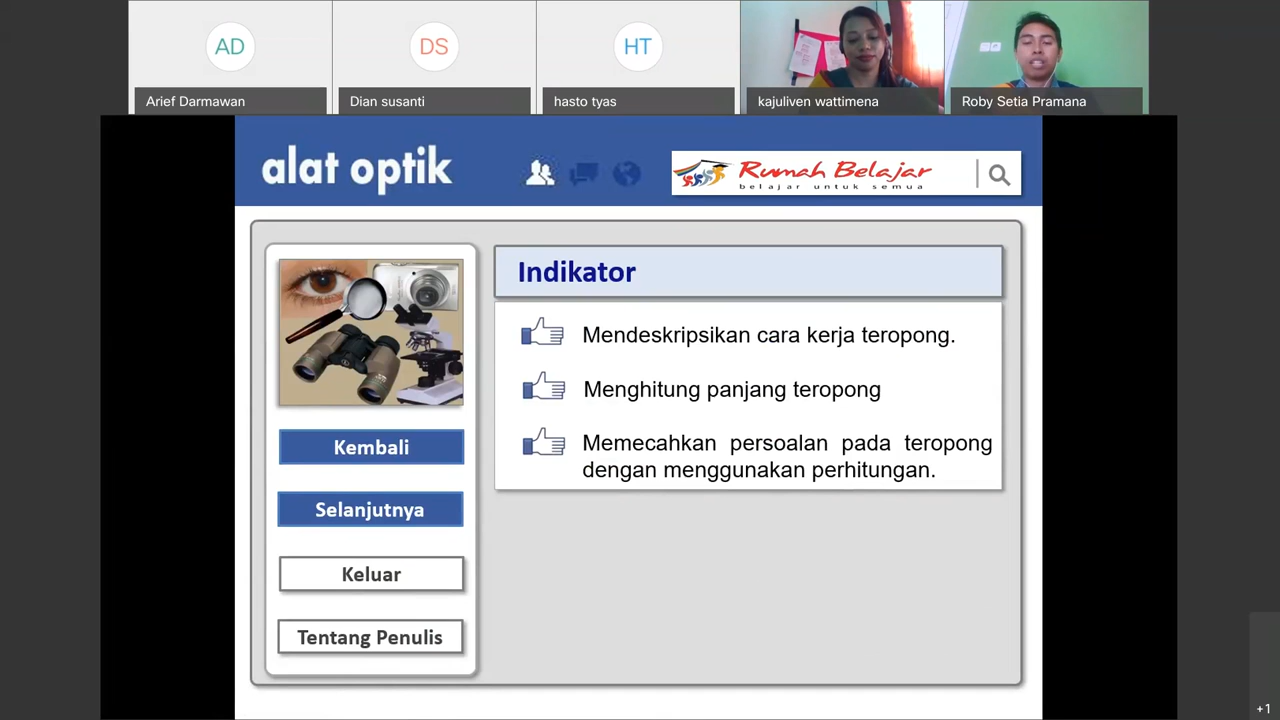 AD
DS
HT
Arief Darmawan
Dian susanti
hasto tyas
kajuliven wattimena
Roby Setia Pramana
alat optik
Rumah Belajar
belajar untuk semua
Indikator
Mendeskripsikan cara kerja teropong.
Menghitung panjang teropong
Memecahkan persoalan pada teropong
dengan menggunakan perhitungan.
Kembali
Selanjutnya
Keluar
Tentang Penulis
+1